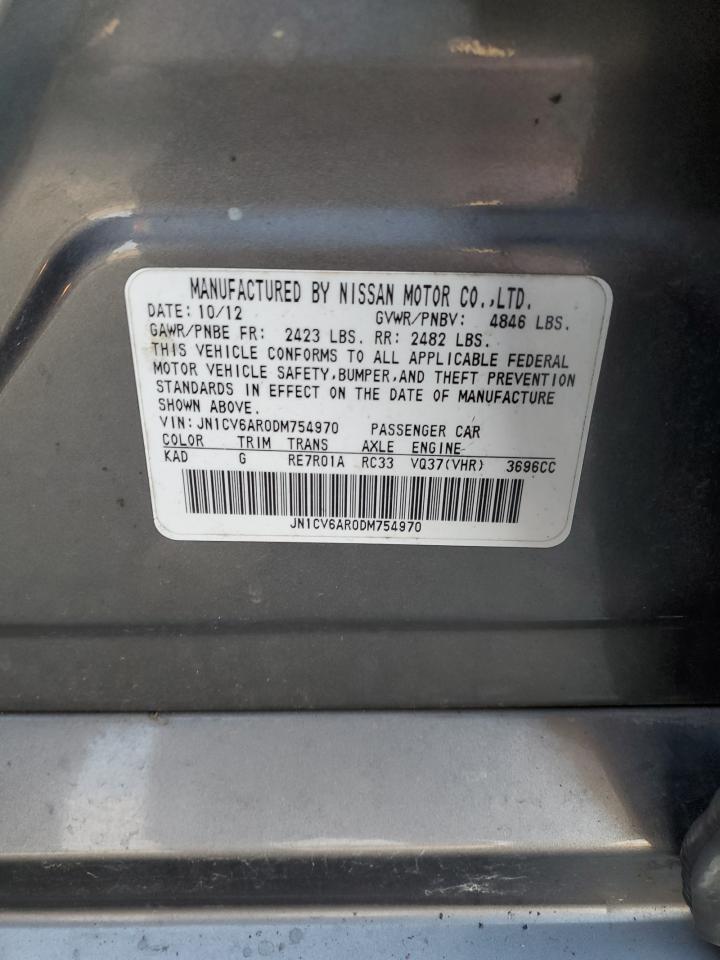 MANUFACTURED BY NISSAN MOTOR CO.,LTD.
DATE: 10/12 GVWR/PNBV: 4846 LBS.
GAWR/PNBE FR: 2423 LBS. RR: 2482 LBS.
THIS VEHICLE CONFORMS TO ALL APPLICABLE FEDERAL
MOTOR VEHICLE SAFETY,BUMPER,AND THEFT PREVENTION
STANDARDS IN EFFECT ON THE DATE OF MANUFACTURE
SHOWN ABOVE.
VIN: JN1CV6AR0DM754970 PASSENGER CAR
COLOR TRIM TRANS AXLE ENGINE
KAD G RE7R01A RC33 VQ37(VHR) 3696CC
JN1CV6AR0DM754970